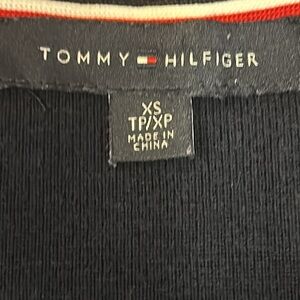 TOMMY HILFIGER
XS
TP/XP
MADE IN
CHINA